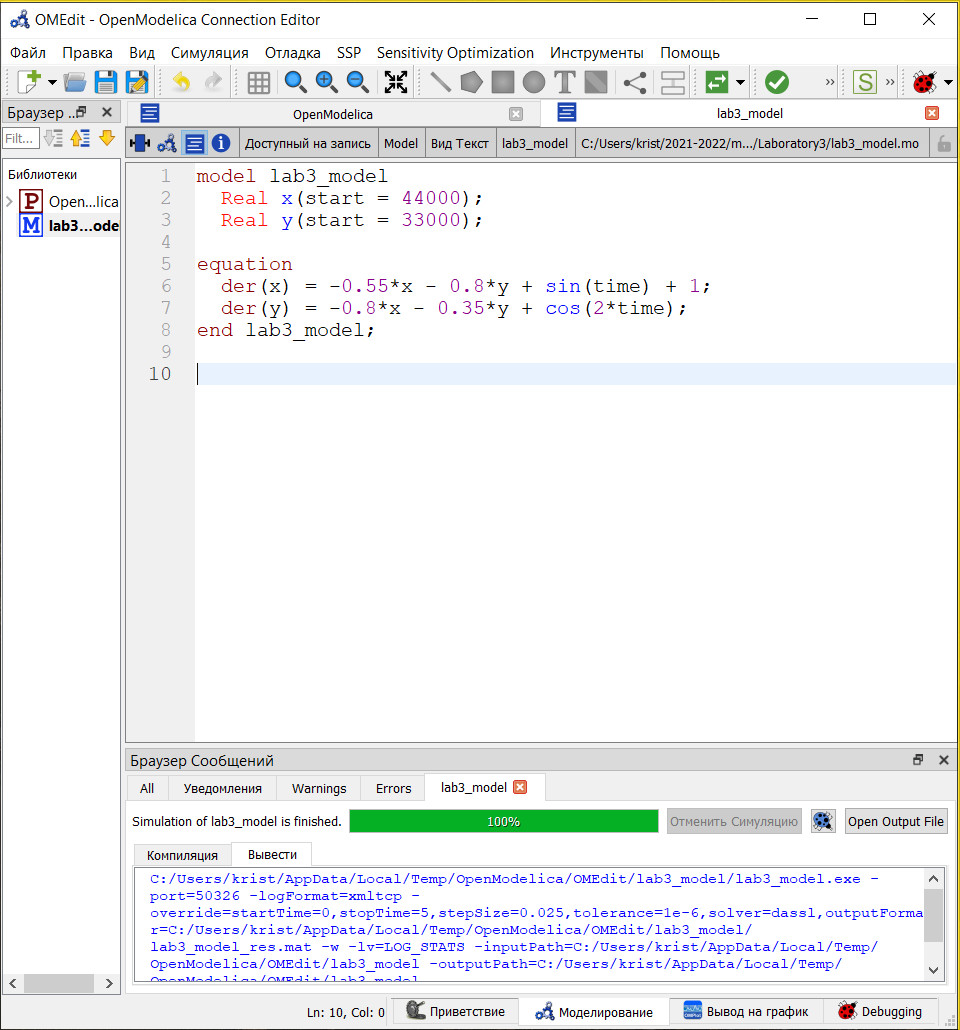 OMEdit - OpenModelica Connection Editor
Файл Правка Вид Симуляция Отладка SSP Sensitivity Optimization Инструменты Помощь
T S
Браузер ..
OpenModelica lab3_model
Filt...
Доступный на запись Model Вид Текст lab3_model C:/Users/krist/2021-2022/m.../Laboratory3/lab3_model.mo
Библиотеки
P Open...lica
M lab3...ode
1 model lab3_model
2 Real x(start = 44000);
3 Real y(start = 33000);
4
5 equation
6 der(x) = -0.55*x - 0.8*y + sin(time) + 1;
7 der(y) = -0.8*x - 0.35*y + cos(2*time);
8 end lab3_model;
9
10
Браузер Сообщений
All Уведомления Warnings Errors lab3_model
Simulation of lab3_model is finished. 100% Отменить Симуляцию Open Output File
Компиляция Вывести
C:/Users/krist/AppData/Local/Temp/OpenModelica/OMEdit/lab3_model/lab3_model.exe -
port=50326 -logFormat=xmltcp -
override=startTime=0,stopTime=5,stepSize=0.025,tolerance=1e-6,solver=dassl,outputForma
r=C:/Users/krist/AppData/Local/Temp/OpenModelica/OMEdit/lab3_model/
lab3_model_res.mat -w -lv=LOG_STATS -inputPath=C:/Users/krist/AppData/Local/Temp/
OpenModelica/OMEdit/lab3_model -outputPath=C:/Users/krist/AppData/Local/Temp/
OpenModelica/OMEdit/lab3_model
Ln: 10, Col: 0 Приветствие Моделирование Вывод на график Debugging